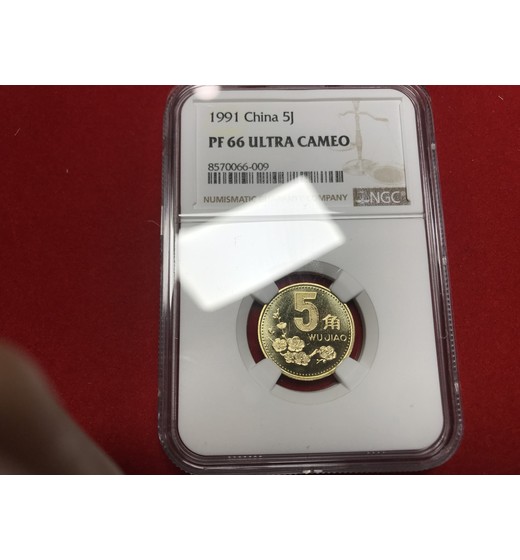 1991 China 5J
PF 66 ULTRA CAMEO
8570066-009
NUMISMATIC COMPANY
NGC
5角
WU JIAO